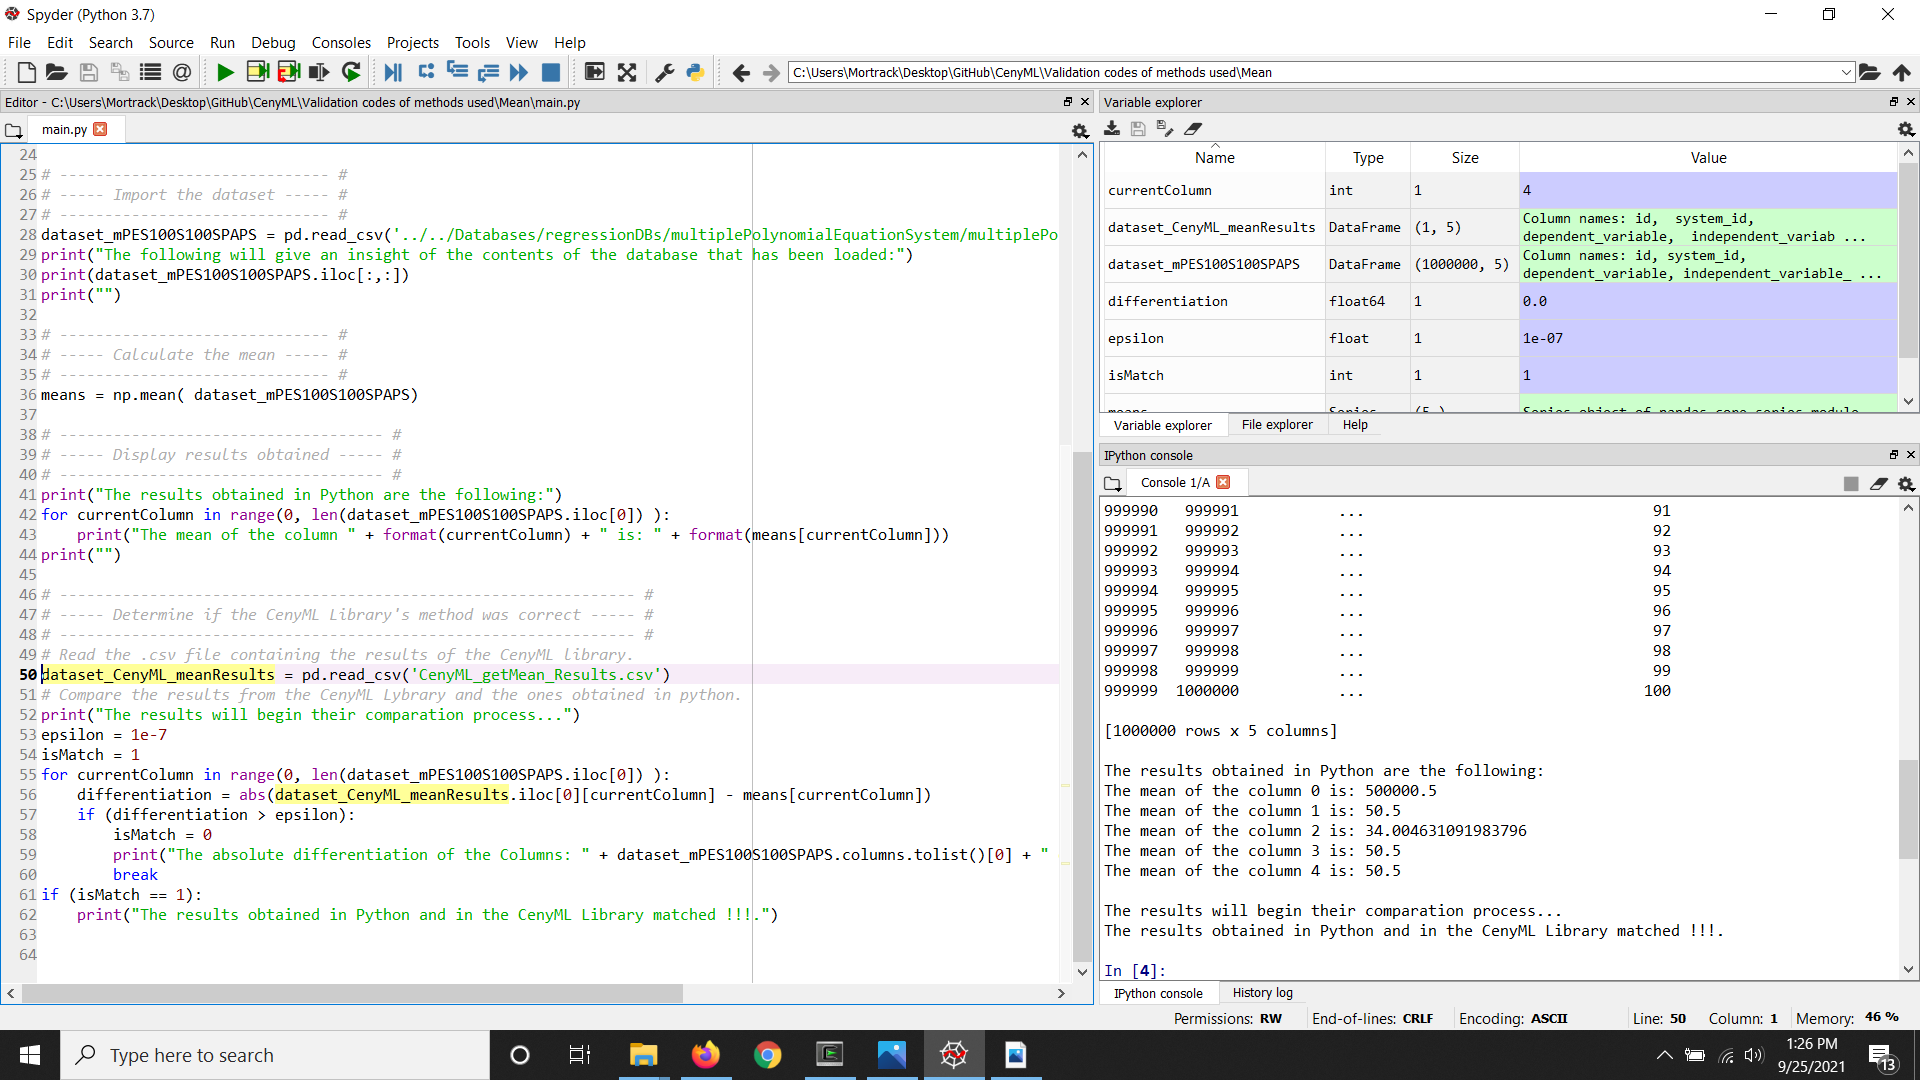 Spyder (Python 3.7)
File Edit Search Source Run Debug Consoles Projects Tools View Help
C:\Users\Mortrack\Desktop\GitHub\CenyML\Validation codes of methods used\Mean
Editor - C:\Users\Mortrack\Desktop\GitHub\CenyML\Validation codes of methods used\Mean\main.py
main.py
24
25 # ------------------------------ #
26 # ----- Import the dataset ----- #
27 # ------------------------------ #
28 dataset_mPES100S100SPAPS = pd.read_csv('../../Databases/regressionDBs/multiplePolynomialEquationSystem/multiplePo
29 print("The following will give an insight of the contents of the database that has been loaded:")
30 print(dataset_mPES100S100SPAPS.iloc[:,:])
31 print("")
32
33 # ------------------------------ #
34 # ----- Calculate the mean ----- #
35 # ------------------------------ #
36 means = np.mean( dataset_mPES100S100SPAPS)
37
38 # ------------------------------------ #
39 # ----- Display results obtained ----- #
40 # ------------------------------------ #
41 print("The results obtained in Python are the following:")
42 for currentColumn in range(0, len(dataset_mPES100S100SPAPS.iloc[0]) ):
43     print("The mean of the column " + format(currentColumn) + " is: " + format(means[currentColumn]))
44 print("")
45
46 # ---------------------------------------------------------------- #
47 # ----- Determine if the CenyML Library's method was correct ----- #
48 # ---------------------------------------------------------------- #
49 # Read the .csv file containing the results of the CenyML library.
50 dataset_CenyML_meanResults = pd.read_csv('CenyML_getMean_Results.csv')
51 # Compare the results from the CenyML Lybrary and the ones obtained in python.
52 print("The results will begin their comparation process...")
53 epsilon = 1e-7
54 isMatch = 1
55 for currentColumn in range(0, len(dataset_mPES100S100SPAPS.iloc[0]) ):
56     differentiation = abs(dataset_CenyML_meanResults.iloc[0][currentColumn] - means[currentColumn])
57     if (differentiation > epsilon):
58         isMatch = 0
59         print("The absolute differentiation of the Columns: " + dataset_mPES100S100SPAPS.columns.tolist()[0] + "
60         break
61 if (isMatch == 1):
62     print("The results obtained in Python and in the CenyML Library matched !!!.")
63
64
Variable explorer
Name Type Size Value
currentColumn int 1 4
dataset_CenyML_meanResults DataFrame (1, 5) Column names: id,  system_id,
dependent_variable,  independent_variab ...
dataset_mPES100S100SPAPS DataFrame (1000000, 5) Column names: id, system_id,
dependent_variable, independent_variable_ ...
differentiation float64 1 0.0
epsilon float 1 1e-07
isMatch int 1 1
means Series (5,) Series object of pandas.core.series module
Variable explorer File explorer Help
IPython console
Console 1/A
999990 999991 ... 91
999991 999992 ... 92
999992 999993 ... 93
999993 999994 ... 94
999994 999995 ... 95
999995 999996 ... 96
999996 999997 ... 97
999997 999998 ... 98
999998 999999 ... 99
999999 1000000 ... 100
[1000000 rows x 5 columns]
The results obtained in Python are the following:
The mean of the column 0 is: 500000.5
The mean of the column 1 is: 50.5
The mean of the column 2 is: 34.004631091983796
The mean of the column 3 is: 50.5
The mean of the column 4 is: 50.5
The results will begin their comparation process...
The results obtained in Python and in the CenyML Library matched !!!.
In [4]:
IPython console History log
Permissions: RW End-of-lines: CRLF Encoding: ASCII Line: 50 Column: 1 Memory: 46 %
Type here to search
1:26 PM
9/25/2021
13